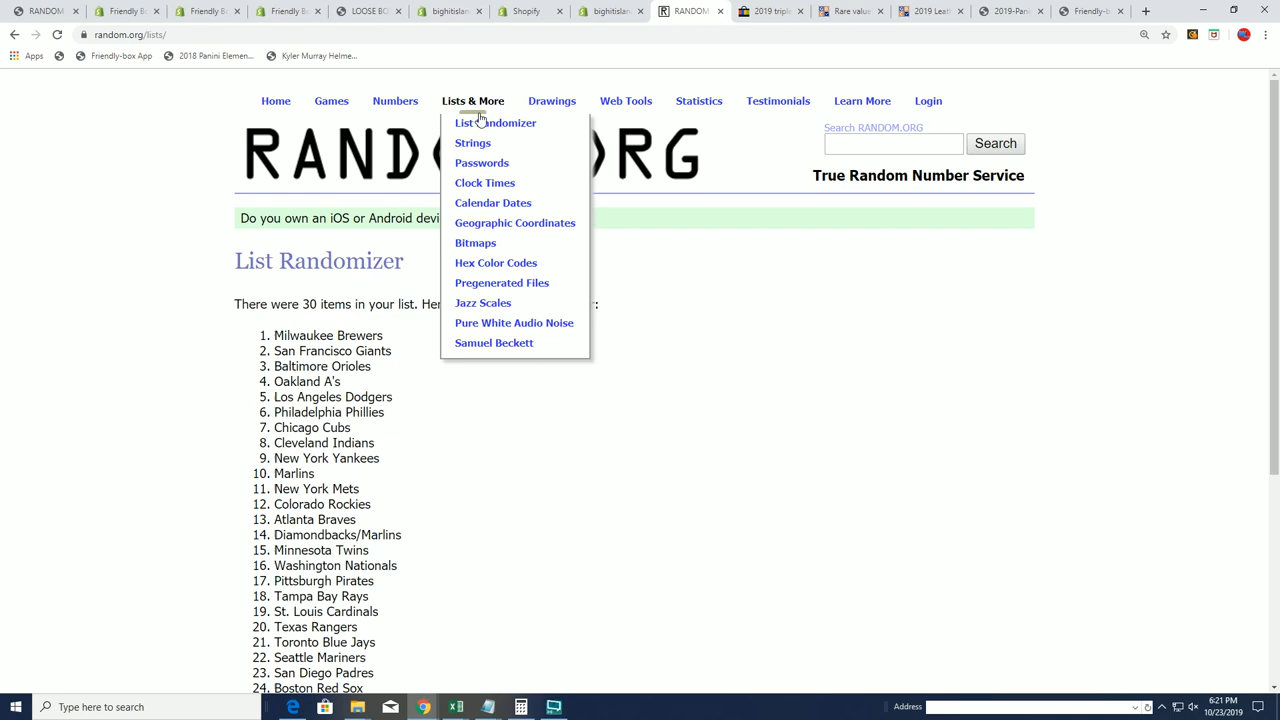 RANDOM
Friendly B
Friendly B
Friendly B
LOOSE BO
bightitislan
Shopify
bightitislan
RANDOM
2019 triple
Rare value
2019 Leaf
2019-Pani
Friendly-b
random.org/lists/
Apps
Friendly-box App
2018 Panini Elemen...
Kyler Murray Helme...
Home
Games
Numbers
Lists & More
Drawings
Web Tools
Statistics
Testimonials
Learn More
Login
Search RANDOM.ORG
Search
True Random Number Service
Do you own an iOS or Android devi
List Randomizer
Strings
Passwords
Clock Times
Calendar Dates
Geographic Coordinates
Bitmaps
Hex Color Codes
Pregenerated Files
Jazz Scales
Pure White Audio Noise
Samuel Beckett
List Randomizer
There were 30 items in your list. Her :
1. Milwaukee Brewers
2. San Francisco Giants
3. Baltimore Orioles
4. Oakland A's
5. Los Angeles Dodgers
6. Philadelphia Phillies
7. Chicago Cubs
8. Cleveland Indians
9. New York Yankees
10. Marlins
11. New York Mets
12. Colorado Rockies
13. Atlanta Braves
14. Diamondbacks/Marlins
15. Minnesota Twins
16. Washington Nationals
17. Pittsburgh Pirates
18. Tampa Bay Rays
19. St. Louis Cardinals
20. Texas Rangers
21. Toronto Blue Jays
22. Seattle Mariners
23. San Diego Padres
24. Boston Red Sox
Type here to search
Address
6:21 PM
10/23/2019